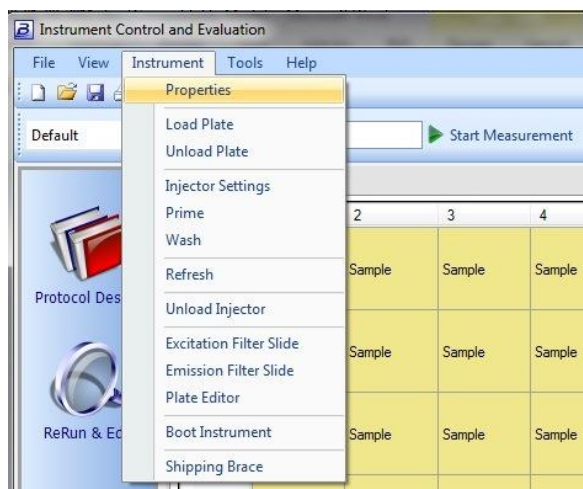 Instrument Control and Evaluation
File View Instrument Tools Help
Properties
Default
Start Measurement
Load Plate
Unload Plate
Injector Settings
Prime
Wash
Refresh
Unload Injector
Excitation Filter Slide
Emission Filter Slide
Plate Editor
Boot Instrument
Shipping Brace
Protocol Des
ReRun & Ed
2 3 4
Sample Sample Sample
Sample Sample Sample
Sample Sample Sample